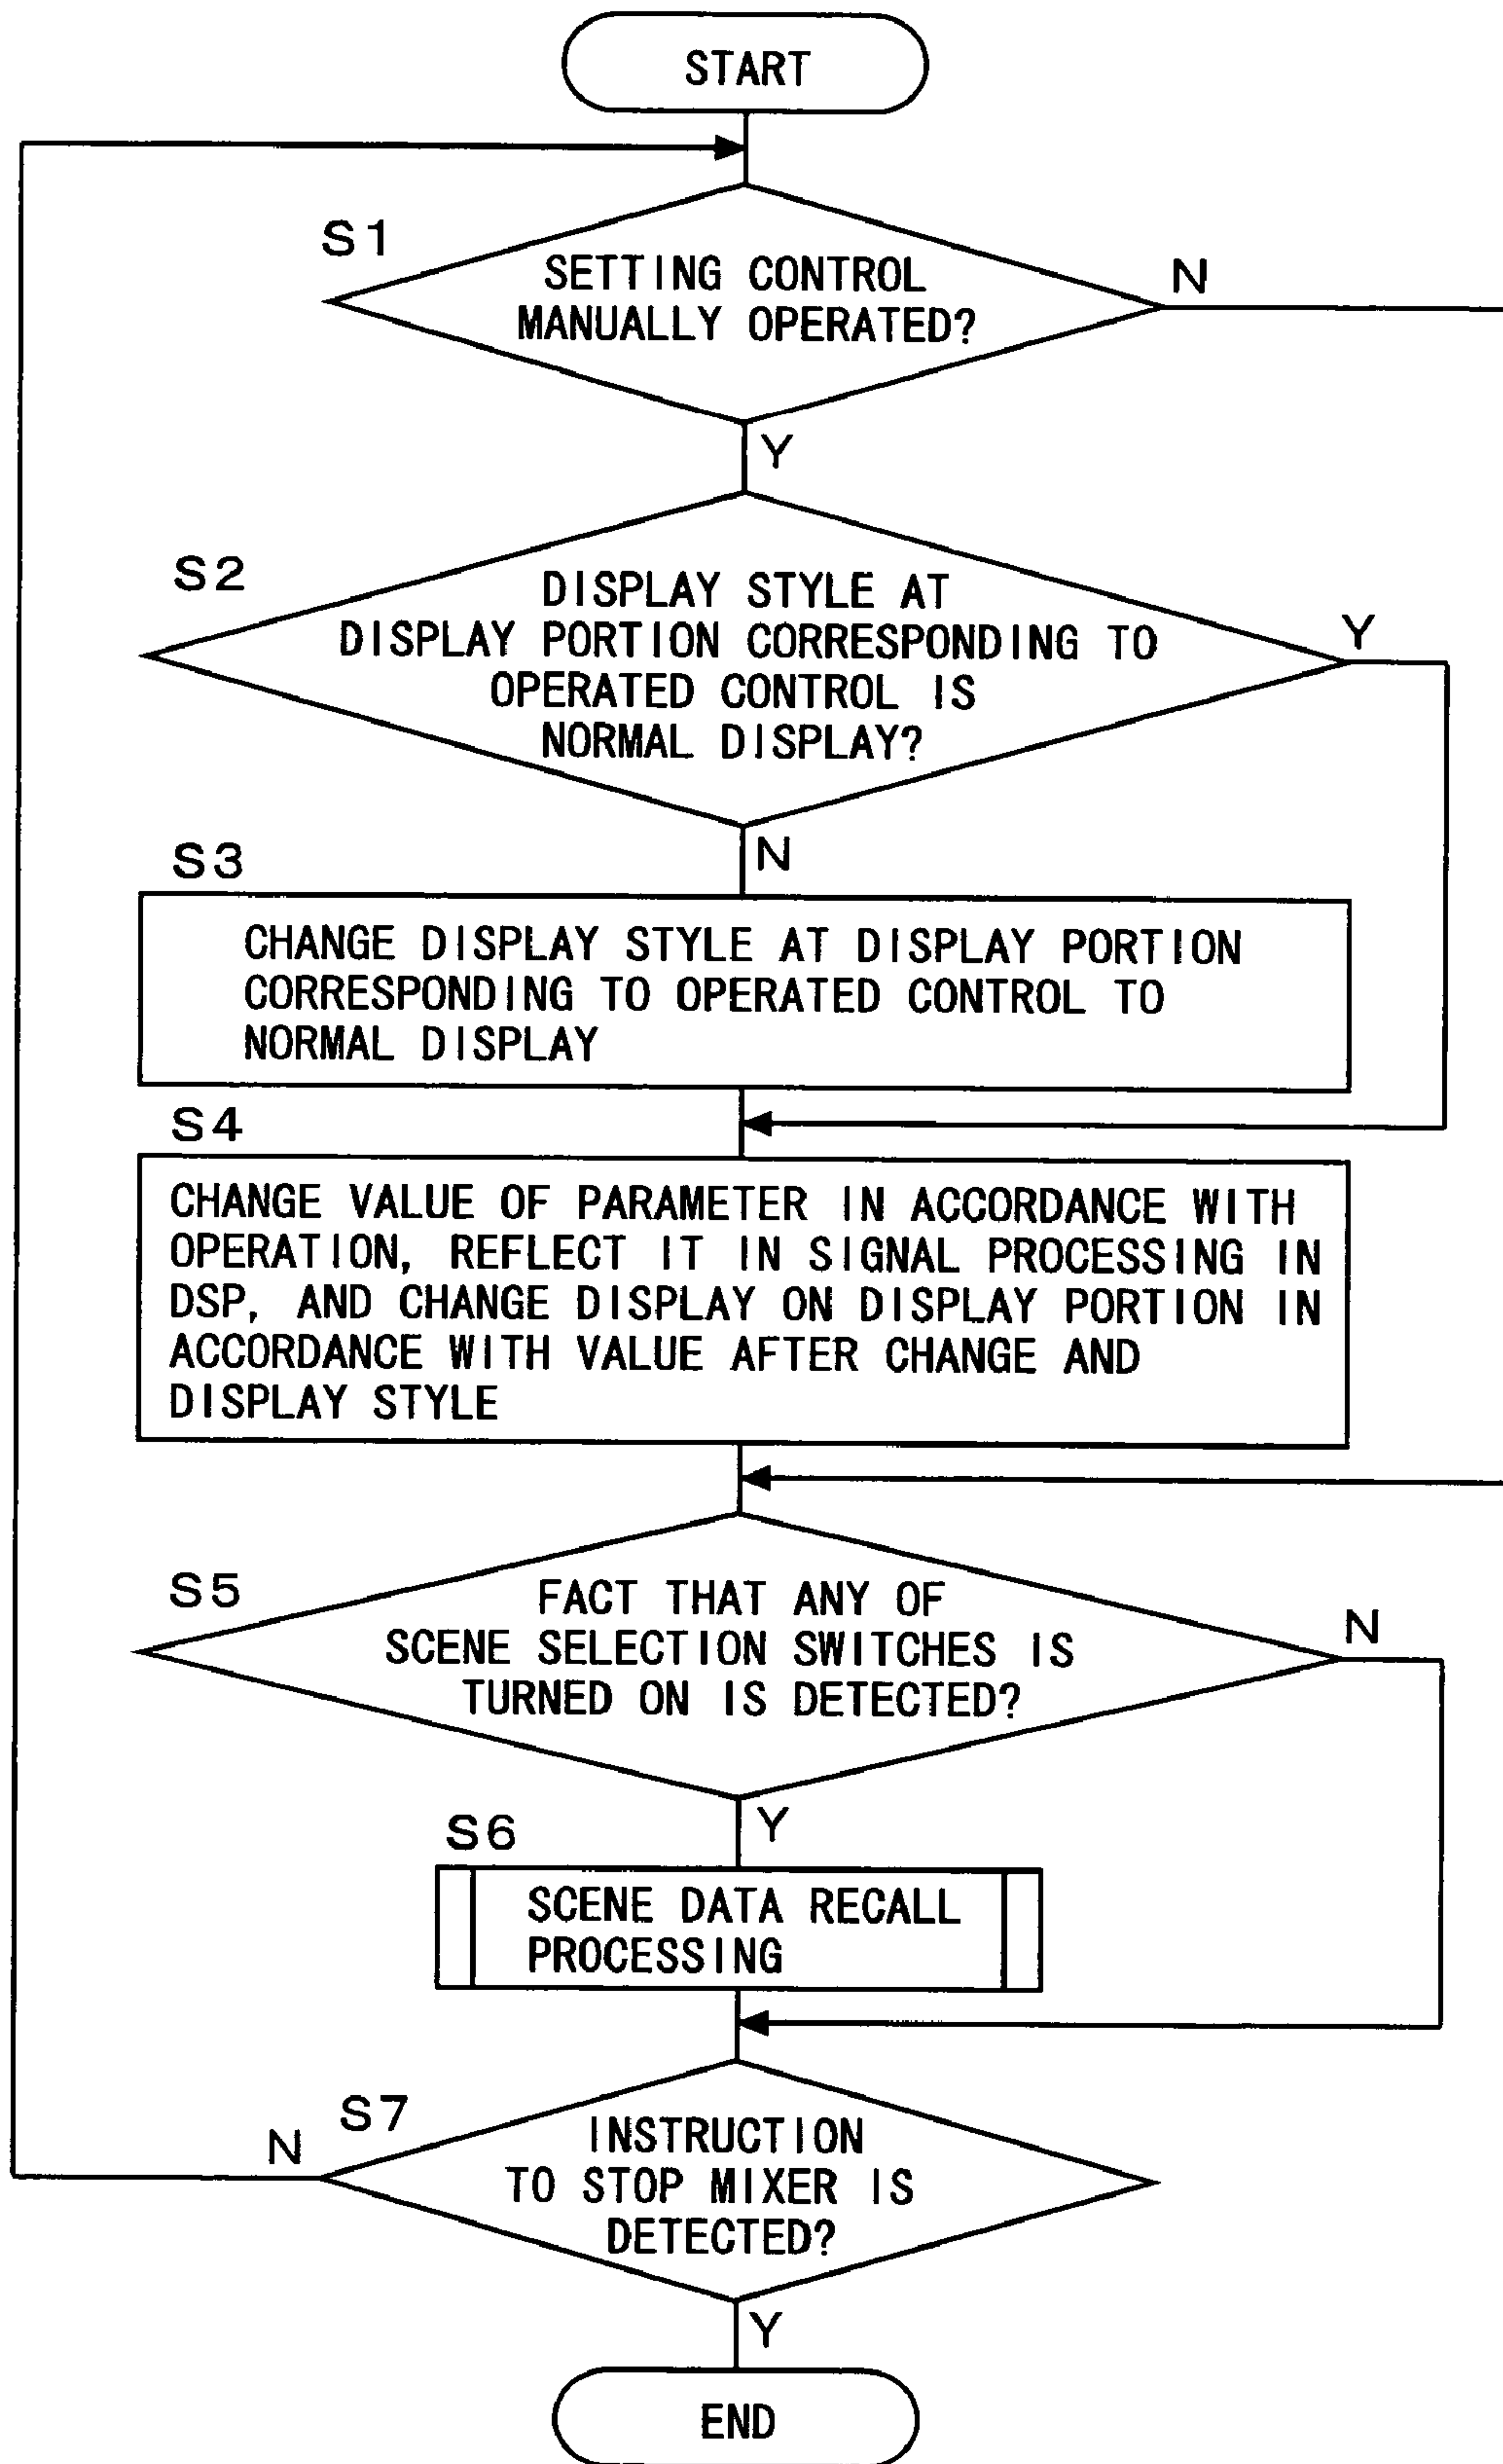 START
S1
SETTING CONTROL
MANUALLY OPERATED?
N
Y
S2
DISPLAY STYLE AT
DISPLAY PORTION CORRESPONDING TO
OPERATED CONTROL IS
NORMAL DISPLAY?
Y
N
S3
CHANGE DISPLAY STYLE AT DISPLAY PORTION
CORRESPONDING TO OPERATED CONTROL TO
NORMAL DISPLAY
S4
CHANGE VALUE OF PARAMETER IN ACCORDANCE WITH
OPERATION, REFLECT IT IN SIGNAL PROCESSING IN
DSP, AND CHANGE DISPLAY ON DISPLAY PORTION IN
ACCORDANCE WITH VALUE AFTER CHANGE AND
DISPLAY STYLE
S5
FACT THAT ANY OF
SCENE SELECTION SWITCHES IS
TURNED ON IS DETECTED?
N
Y
S6
SCENE DATA RECALL
PROCESSING
S7
N
INSTRUCTION
TO STOP MIXER IS
DETECTED?
Y
END